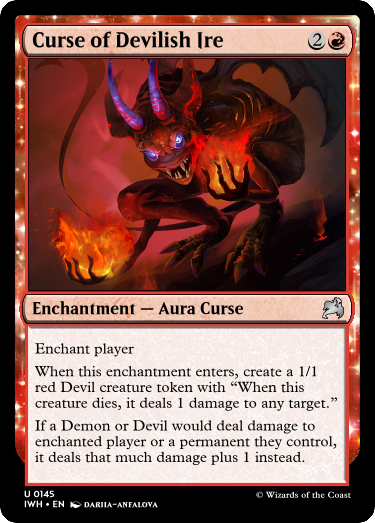 Curse of Devilish Ire 2
Enchantment — Aura Curse
Enchant player
When this enchantment enters, create a 1/1
red Devil creature token with “When this
creature dies, it deals 1 damage to any target.”
If a Demon or Devil would deal damage to
enchanted player or a permanent they control,
it deals that much damage plus 1 instead.
U 0145
IWH • EN DARIIA-ANFALOVA
© Wizards of the Coast